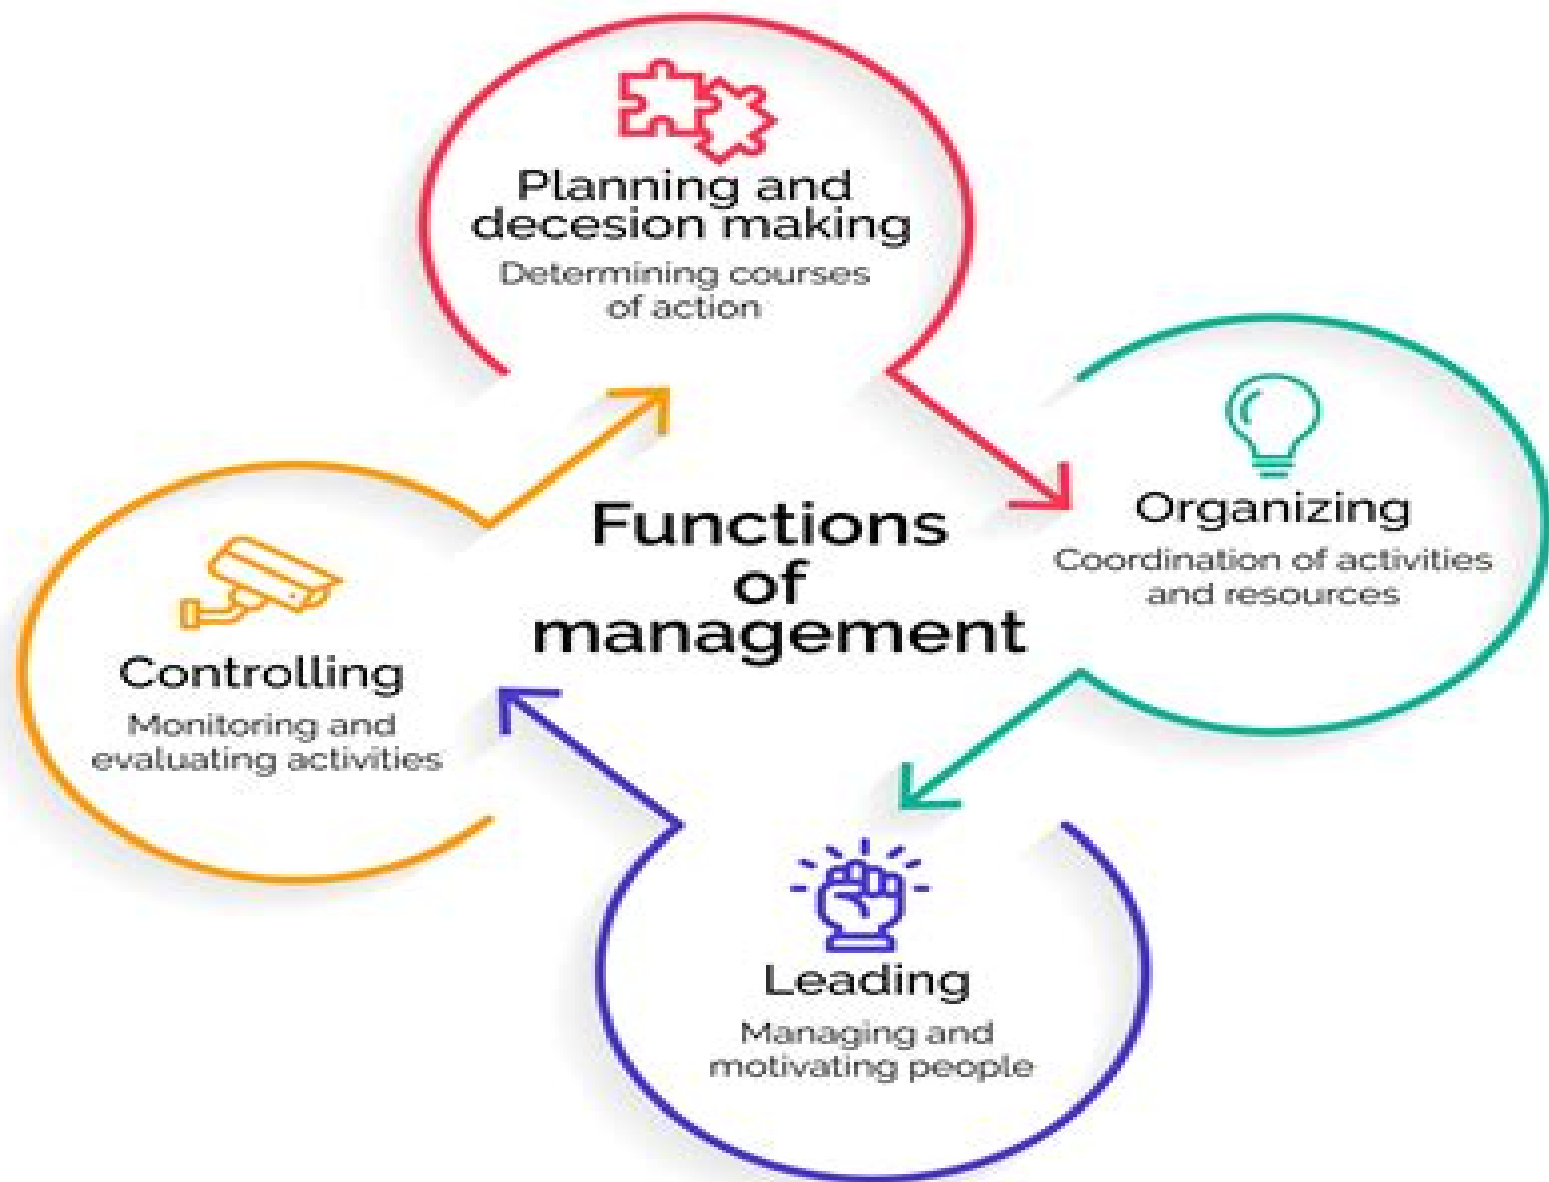 Planning and
decesion making
Determining courses
of action
Organizing
Coordination of activities
and resources
Functions
of
management
Controlling
Monitoring and
evaluating activities
Leading
Managing and
motivating people